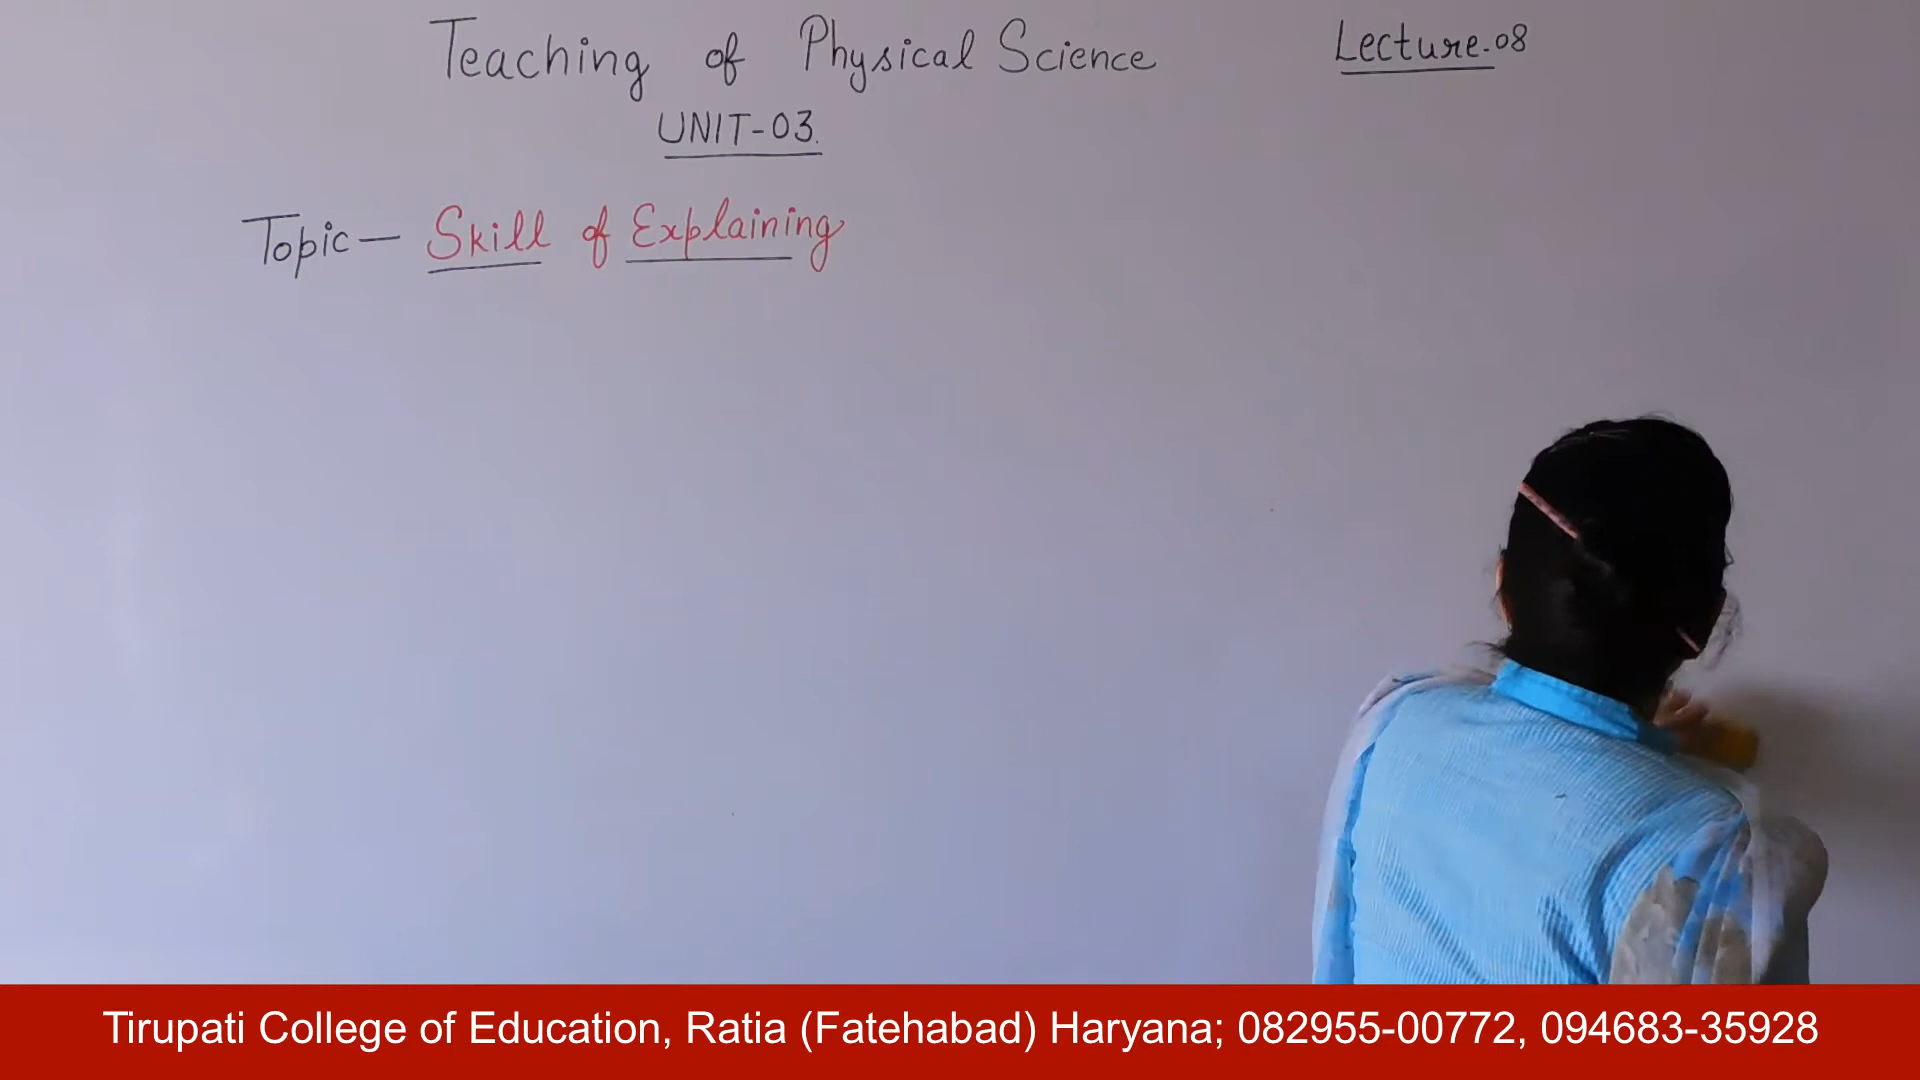 Teaching of Physical Science Lecture-08
UNIT-03.
Topic— Skill of Explaining
Tirupati College of Education, Ratia (Fatehabad) Haryana; 082955-00772, 094683-35928